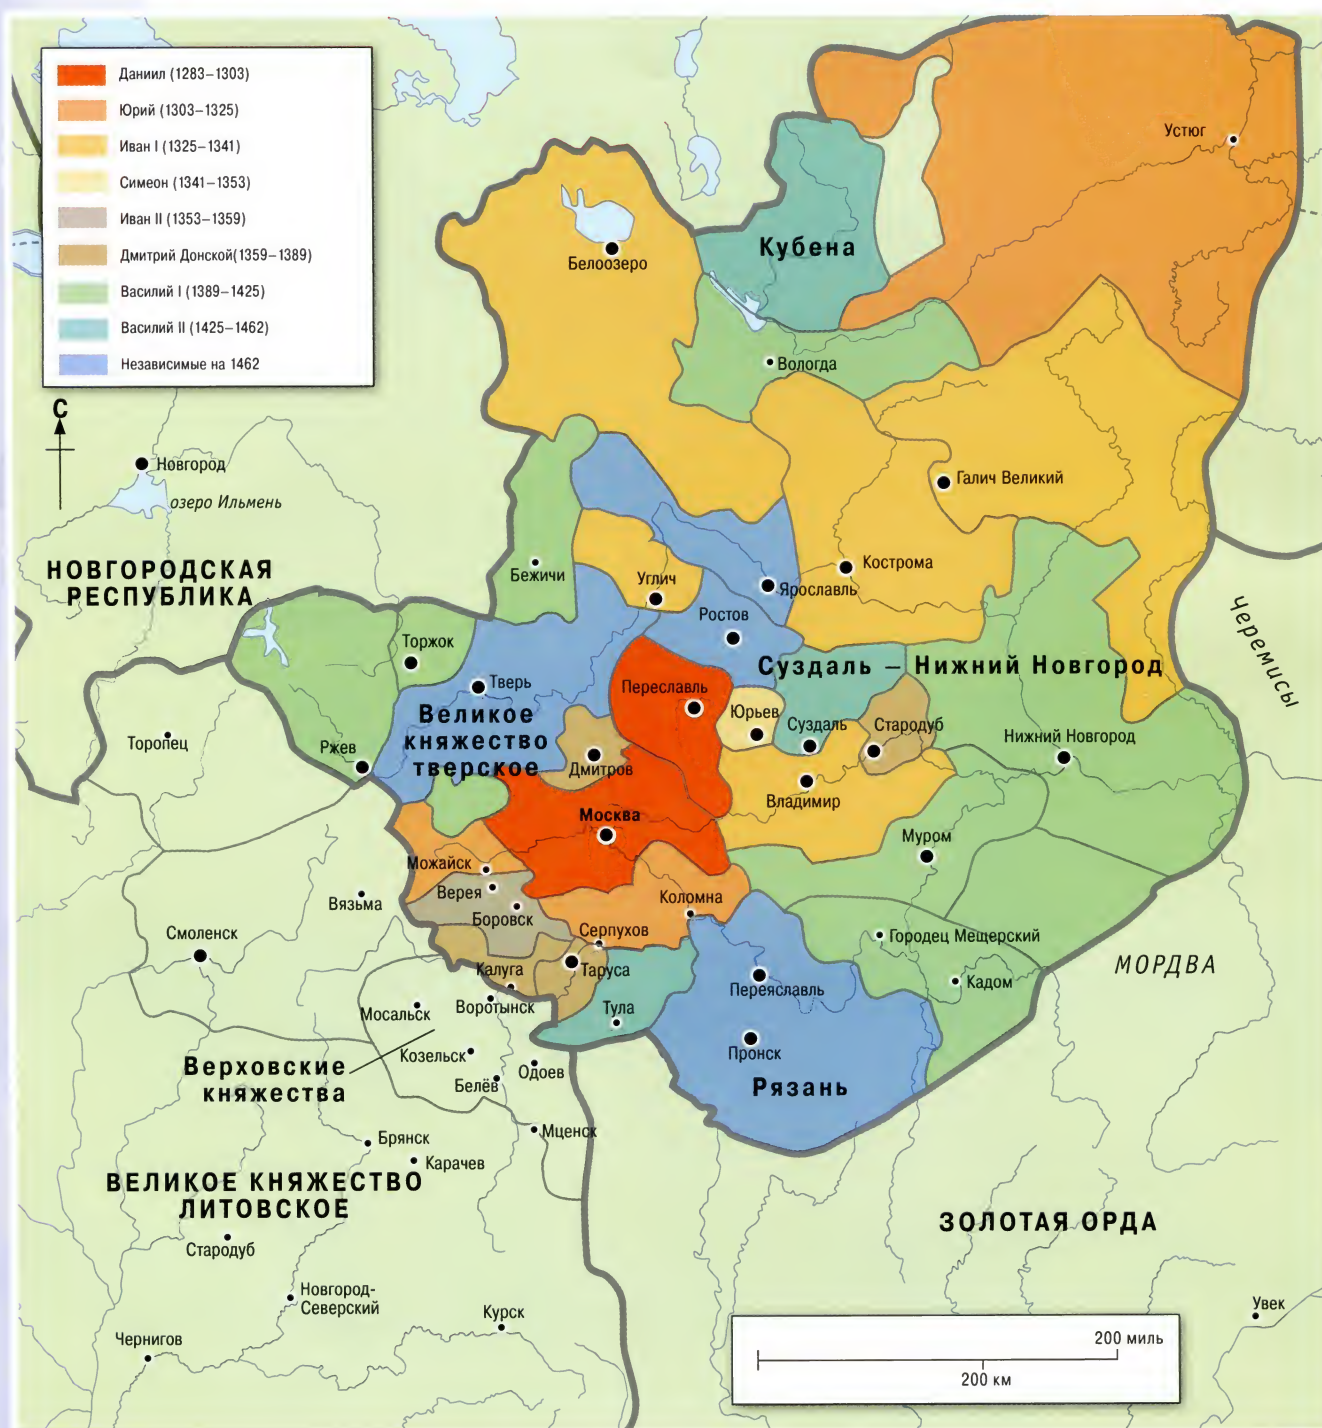 Даниил (1283–1303)
Юрий (1303–1325)
Иван I (1325–1341)
Симеон (1341–1353)
Иван II (1353–1359)
Дмитрий Донской(1359–1389)
Василий I (1389–1425)
Василий II (1425–1462)
Независимые на 1462
С
Устюг
Кубена
Белоозеро
Вологда
Новгород
озеро Ильмень
Галич Великий
НОВГОРОДСКАЯ
РЕСПУБЛИКА
Бежичи
Углич
Кострома
Ярославль
Ростов
Черемисы
Торжок
Суздаль – Нижний Новгород
Тверь
Переславль
Великое
княжество
тверское
Юрьев
Суздаль
Стародуб
Торопец
Ржев
Нижний Новгород
Дмитров
Владимир
Москва
Муром
Можайск
Верея
Вязьма
Боровск
Коломна
Смоленск
Серпухов
Городец Мещерский
МОРДВА
Калуга
Таруса
Переяславль
Кадом
Мосальск
Воротынск
Тула
Козельск
Пронск
Верховские
княжества
Белёв
Одоев
Рязань
Мценск
Брянск
Карачев
ВЕЛИКОЕ КНЯЖЕСТВО
ЛИТОВСКОЕ
ЗОЛОТАЯ ОРДА
Стародуб
Новгород-
Северский
Курск
Увек
Чернигов
200 миль
200 км